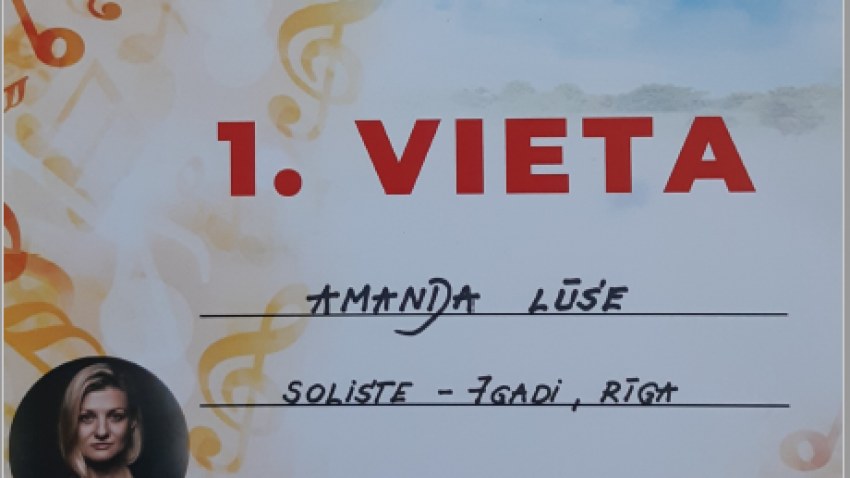 1. VIETA
AMANDA LŪSE
SOLISTE - 7GADI, RĪGA